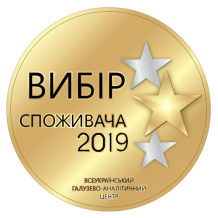 ВИБІР
СПОЖИВАЧА
2019
ВСЕУКРАЇНСЬКИЙ
ГАЛУЗЕВО-АНАЛІТИЧНИЙ
ЦЕНТР